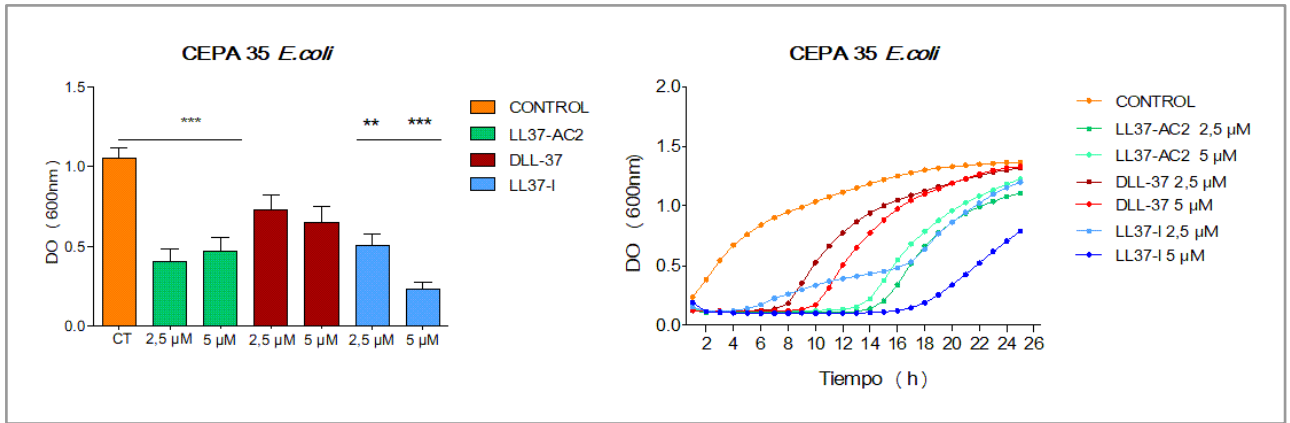 CEPA 35 E.coli
1.5
1.0
0.5
0.0
DO ( 600nm)
***
** ***
CT 2,5 µM 5 µM 2,5 µM 5 µM 2,5 µM 5 µM
CONTROL
LL37-AC2
DLL-37
LL37-I
CEPA 35 E.coli
2.0
1.5
1.0
0.5
0.0
DO ( 600nm)
2 4 6 8 10 12 14 16 18 20 22 24 26
Tiempo ( h)
CONTROL
LL37-AC2 2,5 µM
LL37-AC2 5 µM
DLL-37 2,5 µM
DLL-37 5 µM
LL37-I 2,5 µM
LL37-I 5 µM